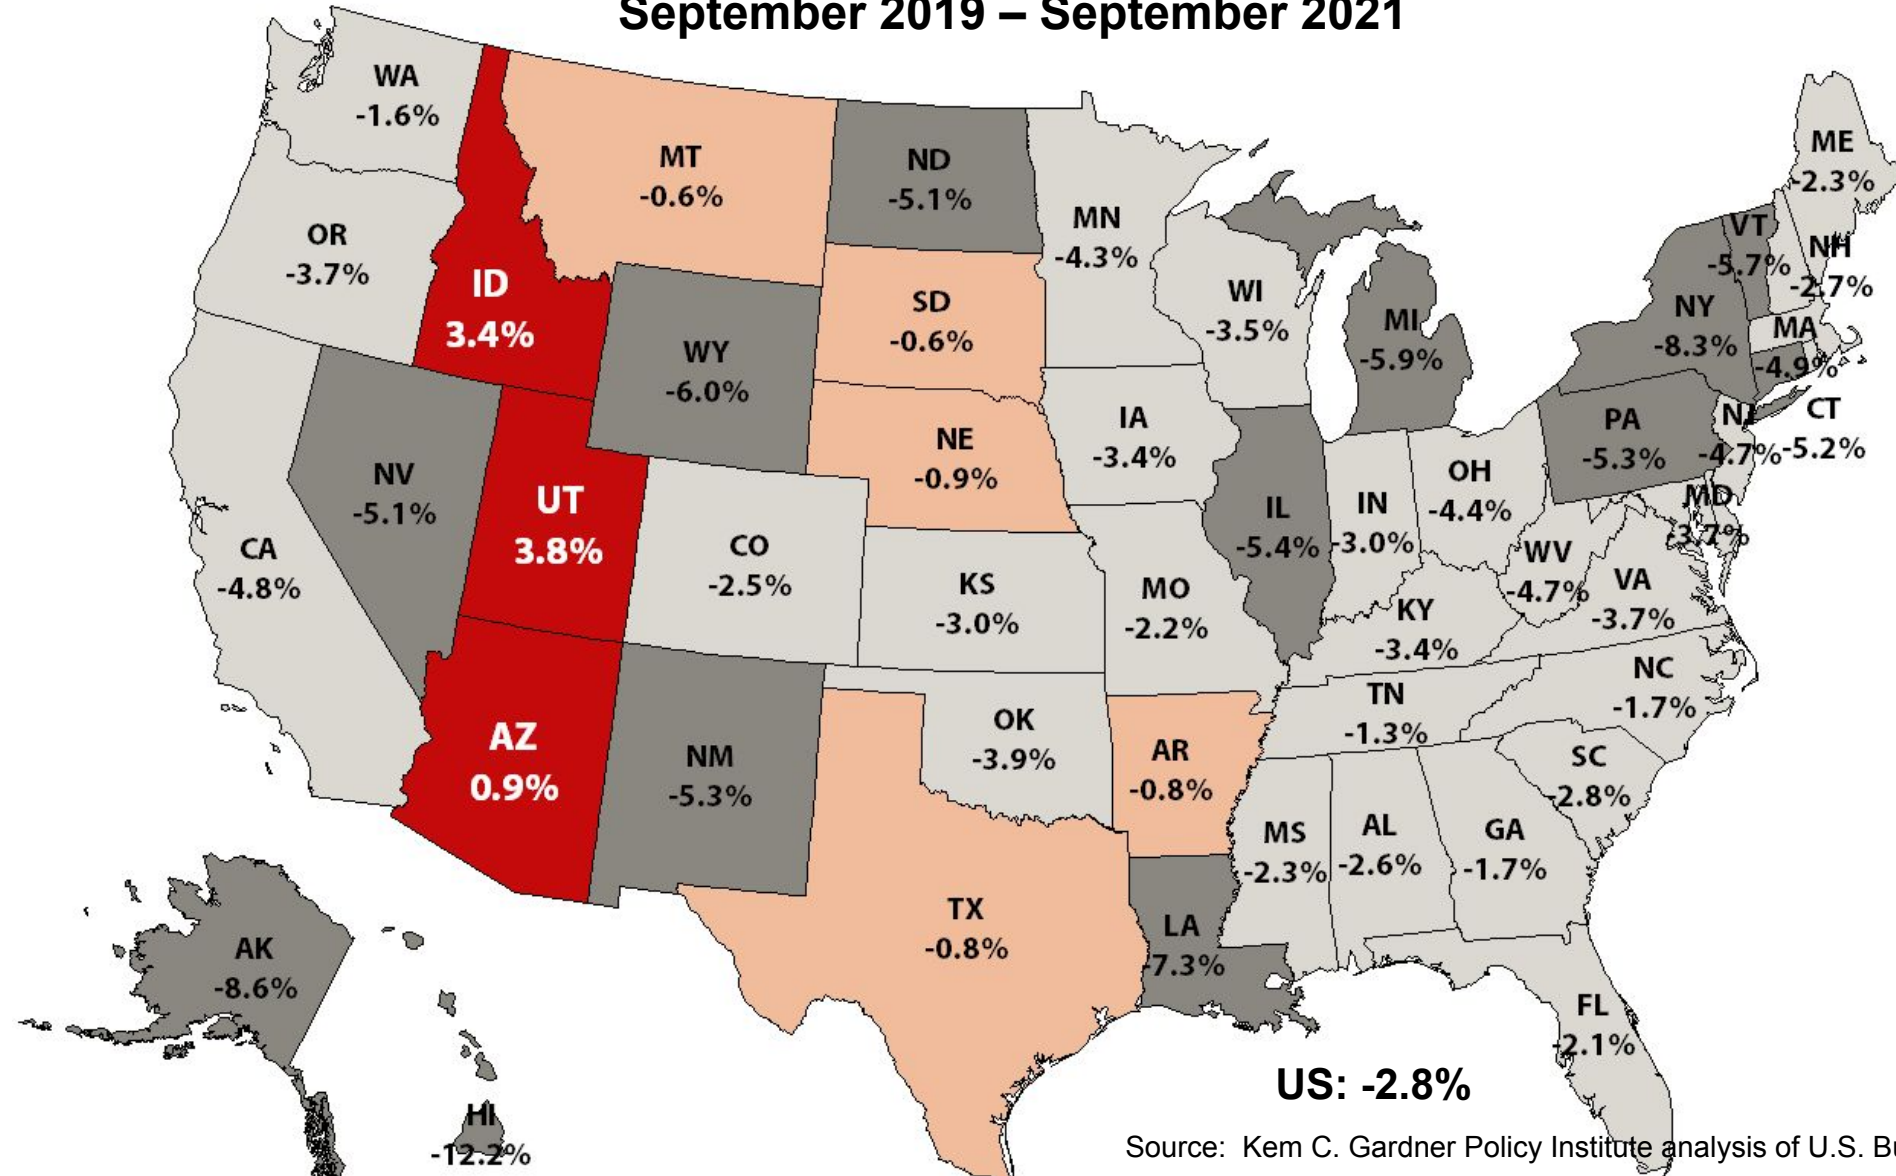 September 2019 – September 2021
WA
-1.6%
OR
-3.7%
CA
-4.8%
ID
3.4%
NV
-5.1%
UT
3.8%
AZ
0.9%
MT
-0.6%
WY
-6.0%
CO
-2.5%
NM
-5.3%
ND
-5.1%
SD
-0.6%
NE
-0.9%
KS
-3.0%
OK
-3.9%
TX
-0.8%
MN
-4.3%
IA
-3.4%
MO
-2.2%
AR
-0.8%
LA
-7.3%
WI
-3.5%
IL
-5.4%
MI
-5.9%
IN
-3.0%
OH
-4.4%
KY
-3.4%
TN
-1.3%
MS
-2.3%
AL
-2.6%
GA
-1.7%
FL
-2.1%
SC
-2.8%
NC
-1.7%
VA
-3.7%
WV
-4.7%
MD
-3.7%
PA
-5.3%
NJ
-4.7%
NY
-8.3%
CT
-5.2%
MA
-4.9%
VT
-5.7%
NH
-2.7%
ME
-2.3%
AK
-8.6%
HI
-12.2%
US: -2.8%
Source: Kem C. Gardner Policy Institute analysis of U.S.